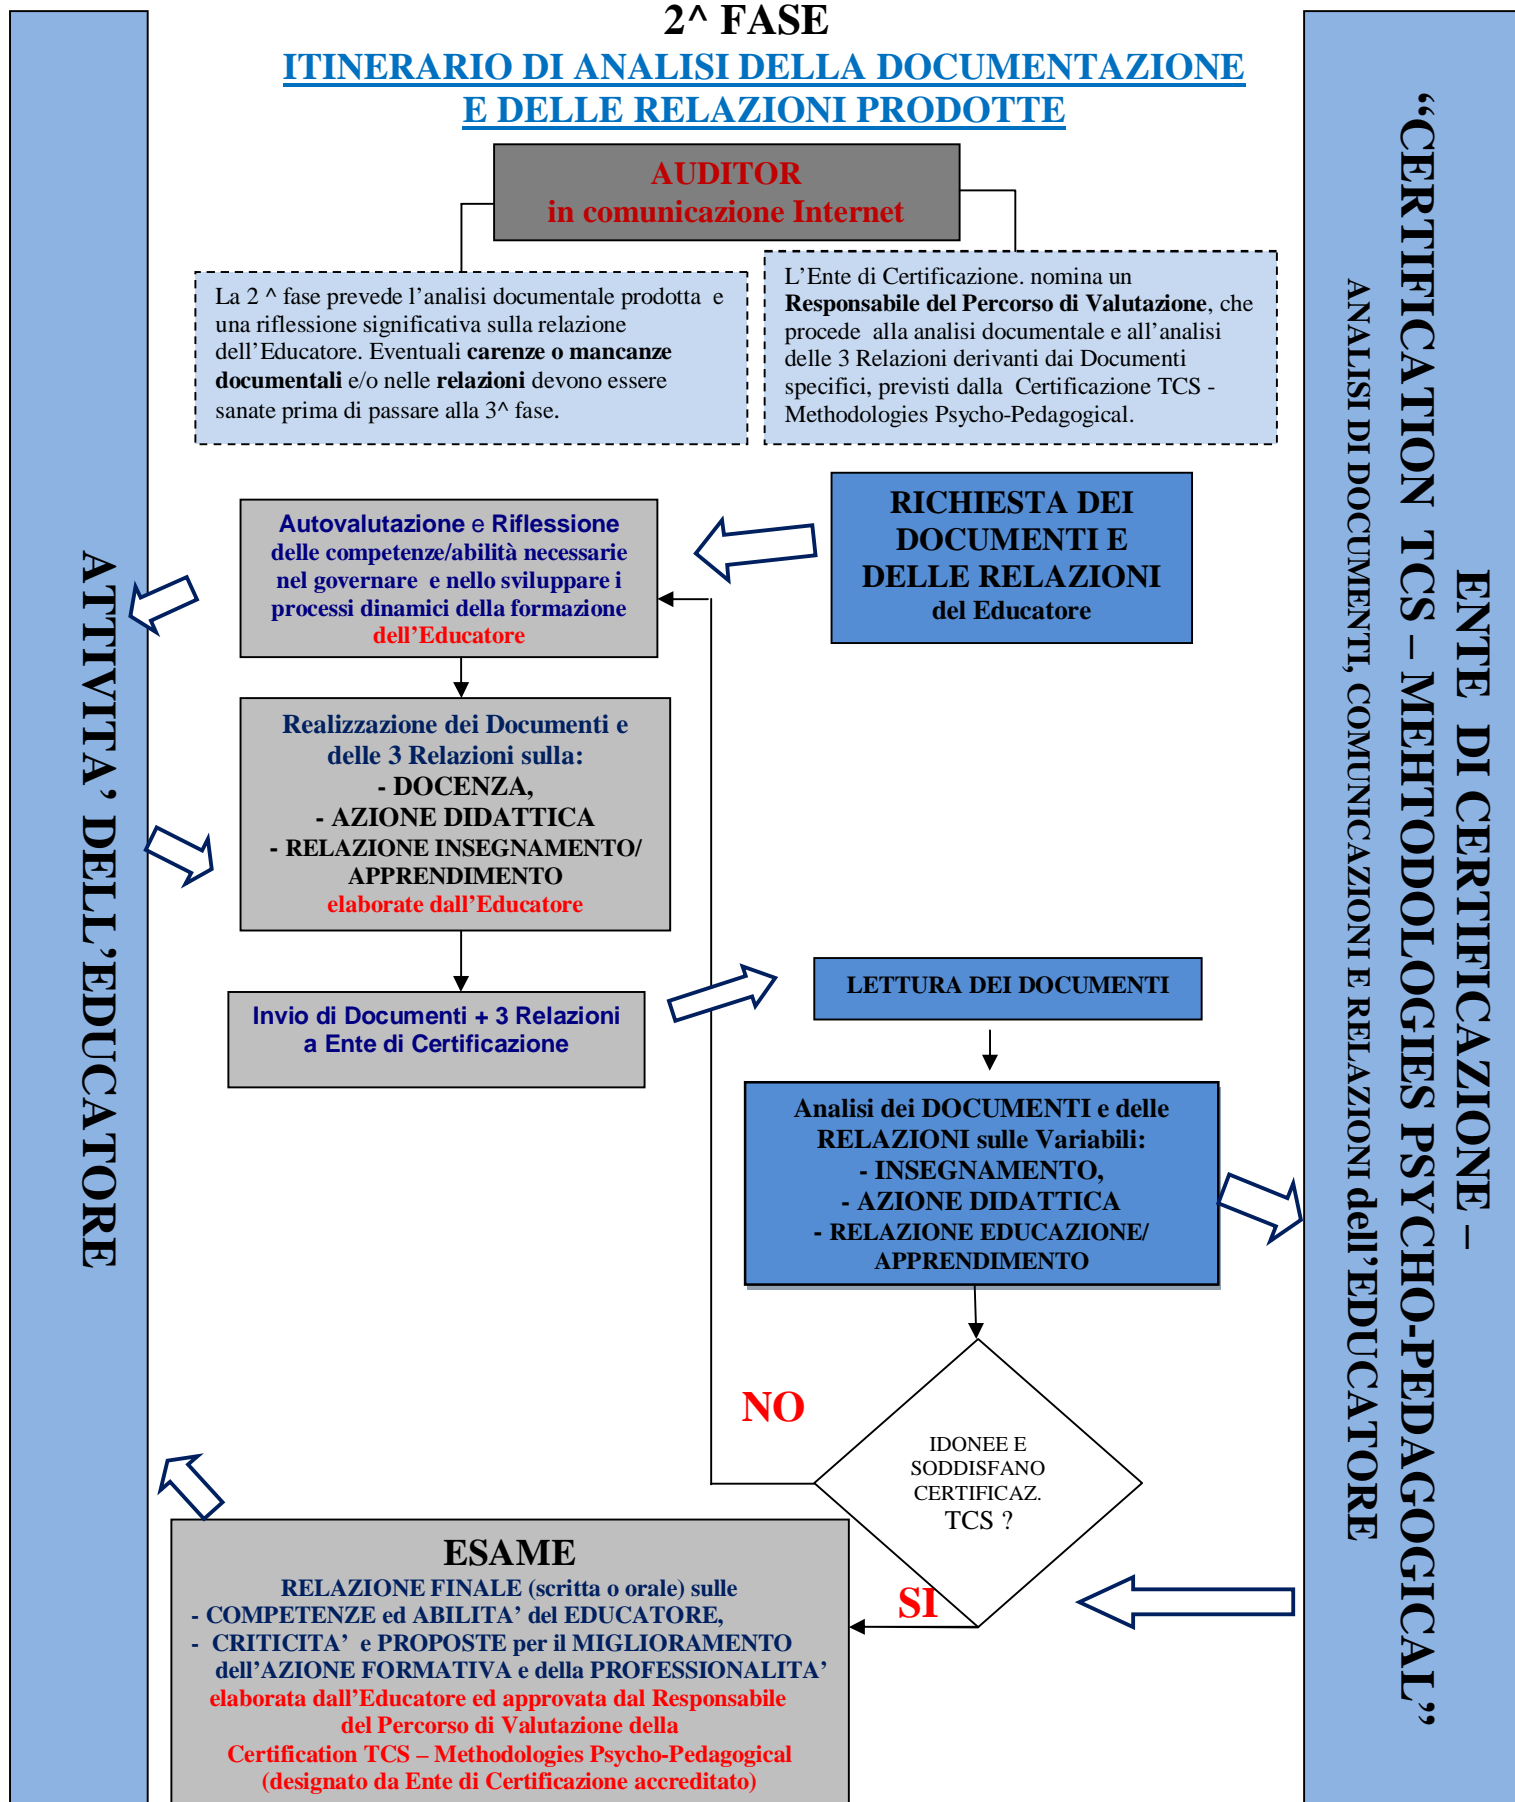 2^ FASE
ITINERARIO DI ANALISI DELLA DOCUMENTAZIONE
E DELLE RELAZIONI PRODOTTE
AUDITOR
in comunicazione Internet
La 2 ^ fase prevede l’analisi documentale prodotta e
una riflessione significativa sulla relazione
dell’Educatore. Eventuali carenze o mancanze
documentali e/o nelle relazioni devono essere
sanate prima di passare alla 3^ fase.
L’Ente di Certificazione. nomina un
Responsabile del Percorso di Valutazione, che
procede alla analisi documentale e all’analisi
delle 3 Relazioni derivanti dai Documenti
specifici, previsti dalla Certificazione TCS -
Methodologies Psycho-Pedagogical.
RICHIESTA DEI
DOCUMENTI E
DELLE RELAZIONI
del Educatore
Autovalutazione e Riflessione
delle competenze/abilità necessarie
nel governare e nello sviluppare i
processi dinamici della formazione
dell’Educatore
Realizzazione dei Documenti e
delle 3 Relazioni sulla:
- DOCENZA,
- AZIONE DIDATTICA
- RELAZIONE INSEGNAMENTO/
APPRENDIMENTO
elaborate dall’Educatore
Invio di Documenti + 3 Relazioni
a Ente di Certificazione
LETTURA DEI DOCUMENTI
Analisi dei DOCUMENTI e delle
RELAZIONI sulle Variabili:
- INSEGNAMENTO,
- AZIONE DIDATTICA
- RELAZIONE EDUCAZIONE/
APPRENDIMENTO
NO
IDONEE E
SODDISFANO
CERTIFICAZ.
TCS ?
SI
ESAME
RELAZIONE FINALE (scritta o orale) sulle
- COMPETENZE ed ABILITA’ del EDUCATORE,
- CRITICITA’ e PROPOSTE per il MIGLIORAMENTO
dell’AZIONE FORMATIVA e della PROFESSIONALITA’
elaborata dall’Educatore ed approvata dal Responsabile
del Percorso di Valutazione della
Certification TCS – Methodologies Psycho-Pedagogical
(designato da Ente di Certificazione accreditato)
ATTIVITA’ DELL’EDUCATORE
ENTE DI CERTIFICAZIONE –
“CERTIFICATION TCS – MEHTODOLOGIES PSYCHO-PEDAGOGICAL”
ANALISI DI DOCUMENTI, COMUNICAZIONI E RELAZIONI dell’EDUCATORE